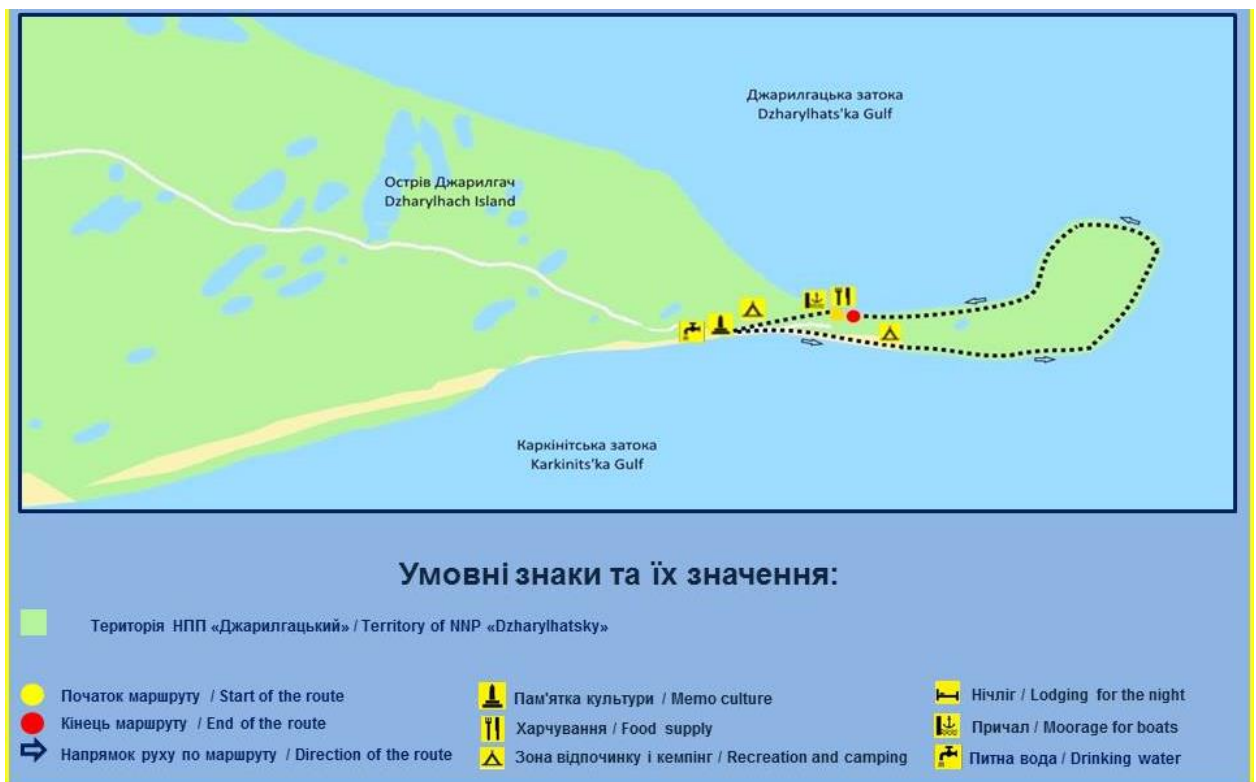 Джарилгацька затока
Dzharylhats'ka Gulf
Острів Джарилгач
Dzharylhach Island
Каркінітська затока
Karkinits'ka Gulf
Умовні знаки та їх значення:
Територія НПП «Джарилгацький» / Territory of NNP «Dzharylhatsky»
Початок маршруту / Start of the route
Кінець маршруту / End of the route
Напрямок руху по маршруту / Direction of the route
Пам'ятка культури / Memo culture
Харчування / Food supply
Зона відпочинку і кемпінг / Recreation and camping
Нічліг / Lodging for the night
Причал / Moorage for boats
Питна вода / Drinking water